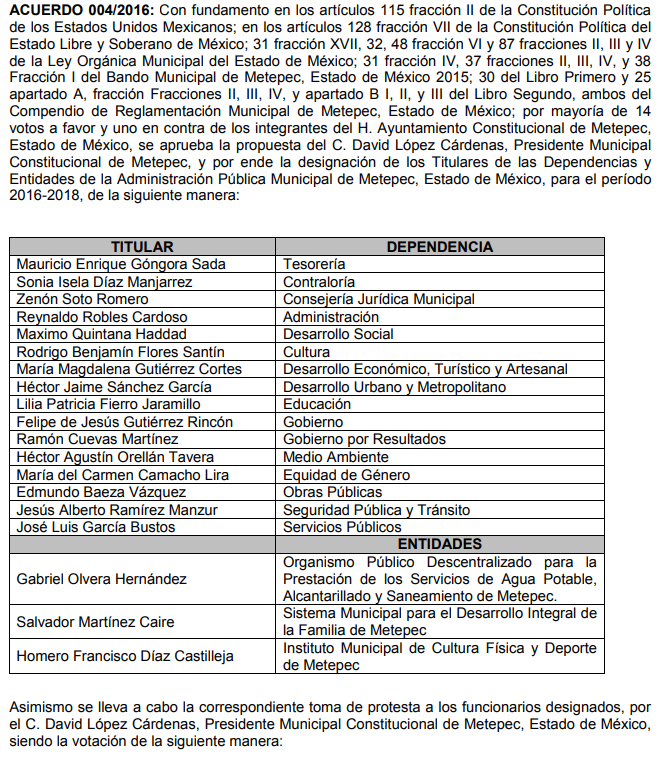 ACUERDO 004/2016: Con fundamento en los artículos 115 fracción II de la Constitución Política
de los Estados Unidos Mexicanos; en los artículos 128 fracción VII de la Constitución Política del
Estado Libre y Soberano de México; 31 fracción XVII, 32, 48 fracción VI y 87 fracciones II, III y IV
de la Ley Orgánica Municipal del Estado de México; 31 fracción IV, 37 fracciones II, III, IV, y 38
Fracción I del Bando Municipal de Metepec, Estado de México 2015; 30 del Libro Primero y 25
apartado A, fracción Fracciones II, III, IV, y apartado B I, II, y III del Libro Segundo, ambos del
Compendio de Reglamentación Municipal de Metepec, Estado de México; por mayoría de 14
votos a favor y uno en contra de los integrantes del H. Ayuntamiento Constitucional de Metepec,
Estado de México, se aprueba la propuesta del C. David López Cárdenas, Presidente Municipal
Constitucional de Metepec, y por ende la designación de los Titulares de las Dependencias y
Entidades de la Administración Pública Municipal de Metepec, Estado de México, para el período
2016-2018, de la siguiente manera:
TITULAR DEPENDENCIA
Mauricio Enrique Góngora Sada Tesorería
Sonia Isela Díaz Manjarrez Contraloría
Zenón Soto Romero Consejería Jurídica Municipal
Reynaldo Robles Cardoso Administración
Maximo Quintana Haddad Desarrollo Social
Rodrigo Benjamín Flores Santín Cultura
María Magdalena Gutiérrez Cortes Desarrollo Económico, Turístico y Artesanal
Héctor Jaime Sánchez García Desarrollo Urbano y Metropolitano
Lilia Patricia Fierro Jaramillo Educación
Felipe de Jesús Gutiérrez Rincón Gobierno
Ramón Cuevas Martínez Gobierno por Resultados
Héctor Agustín Orellán Tavera Medio Ambiente
María del Carmen Camacho Lira Equidad de Género
Edmundo Baeza Vázquez Obras Públicas
Jesús Alberto Ramírez Manzur Seguridad Pública y Tránsito
José Luis García Bustos Servicios Públicos
ENTIDADES
Gabriel Olvera Hernández Organismo Público Descentralizado para la
Prestación de los Servicios de Agua Potable,
Alcantarillado y Saneamiento de Metepec.
Salvador Martínez Caire Sistema Municipal para el Desarrollo Integral de
la Familia de Metepec
Homero Francisco Díaz Castilleja Instituto Municipal de Cultura Física y Deporte
de Metepec
Asimismo se lleva a cabo la correspondiente toma de protesta a los funcionarios designados, por
el C. David López Cárdenas, Presidente Municipal Constitucional de Metepec, Estado de México,
siendo la votación de la siguiente manera: